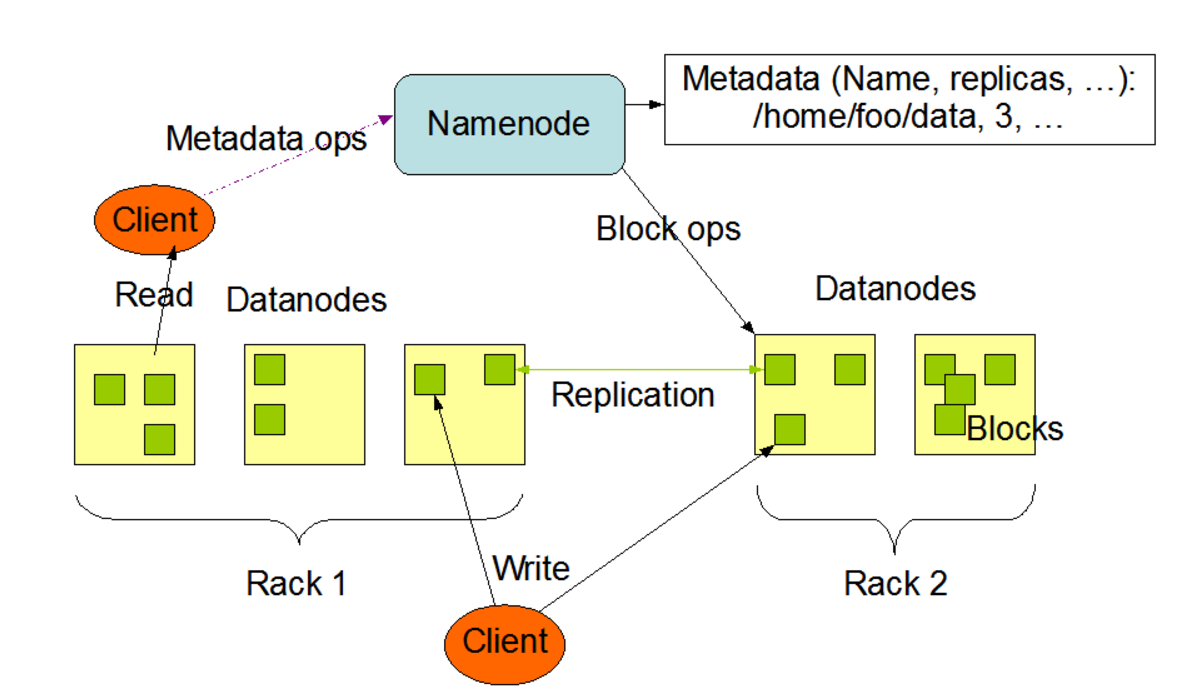 Metadata (Name, replicas, …):
/home/foo/data, 3, …
Namenode
Metadata ops
Client
Block ops
Read
Datanodes
Datanodes
Replication
Blocks
Write
Rack 1
Rack 2
Client